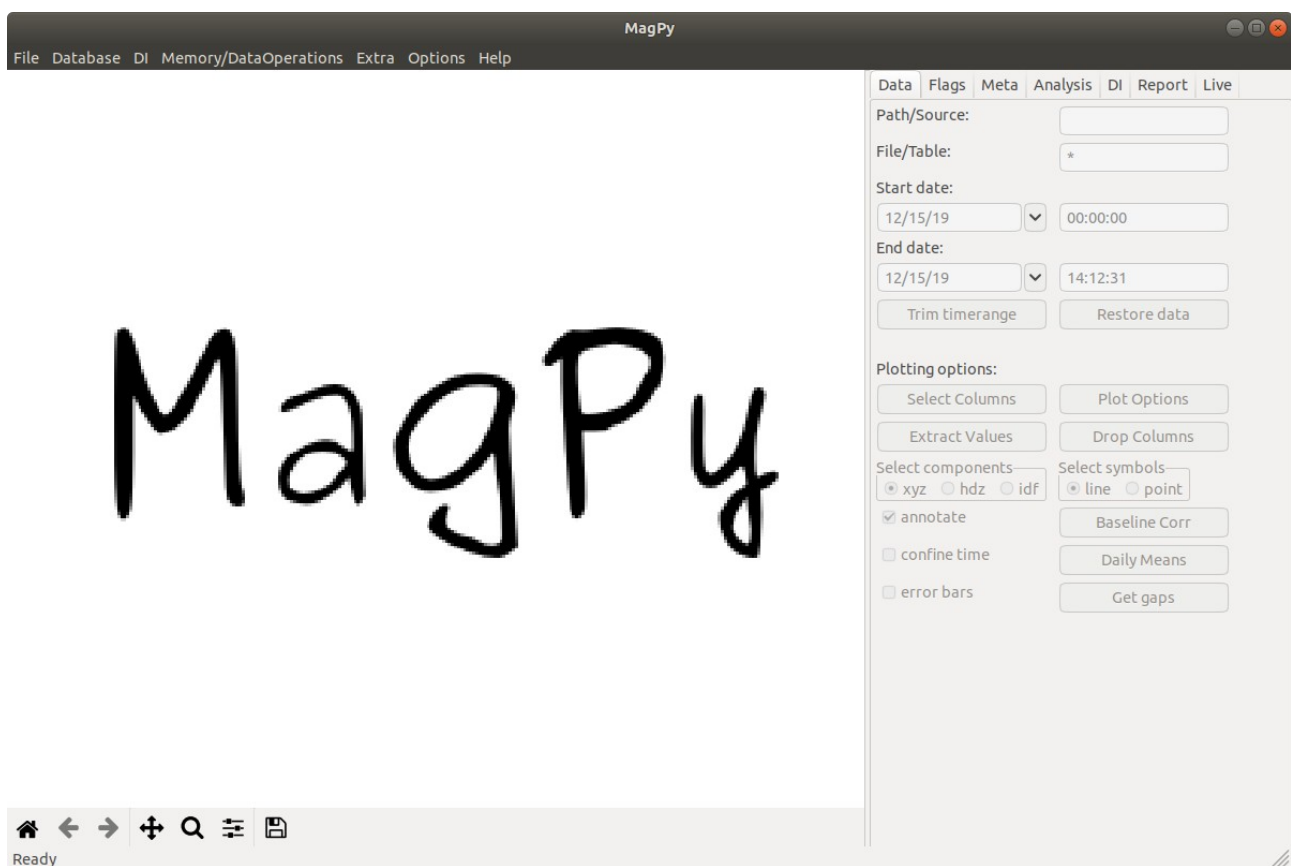 MagPy
File Database DI Memory/DataOperations Extra Options Help
MagPy
Data Flags Meta Analysis DI Report Live
Path/Source:
File/Table: *
Start date:
12/15/19 00:00:00
End date:
12/15/19 14:12:31
Trim timerange Restore data
Plotting options:
Select Columns Plot Options
Extract Values Drop Columns
Select components Select symbols
xyz hdz idf line point
annotate Baseline Corr
confine time Daily Means
error bars Get gaps
Ready